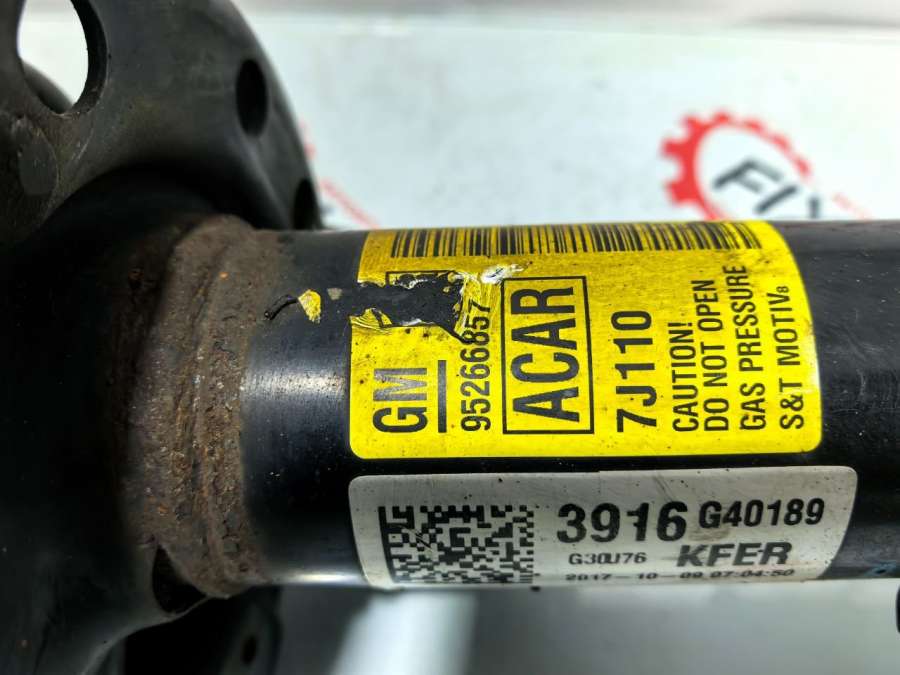 GM
95266857
ACAR
7J110
CAUTION!
DO NOT OPEN
GAS PRESSURE
S&T MOTIV8
3916 G40189
G30U76 KFER
2017-10-09 07:04:50